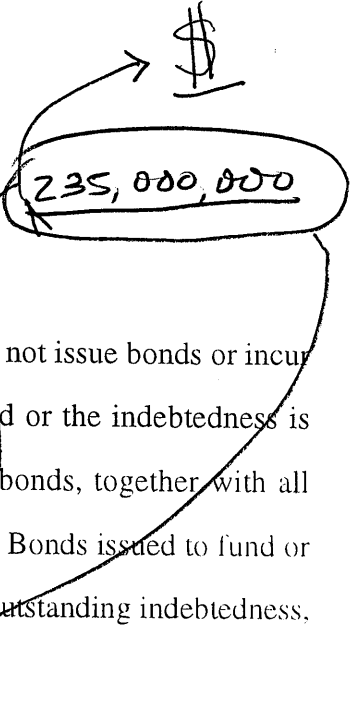 $
235,000,000
not issue bonds or incur
d or the indebtedness is
bonds, together with all
Bonds issued to fund or
utstanding indebtedness,